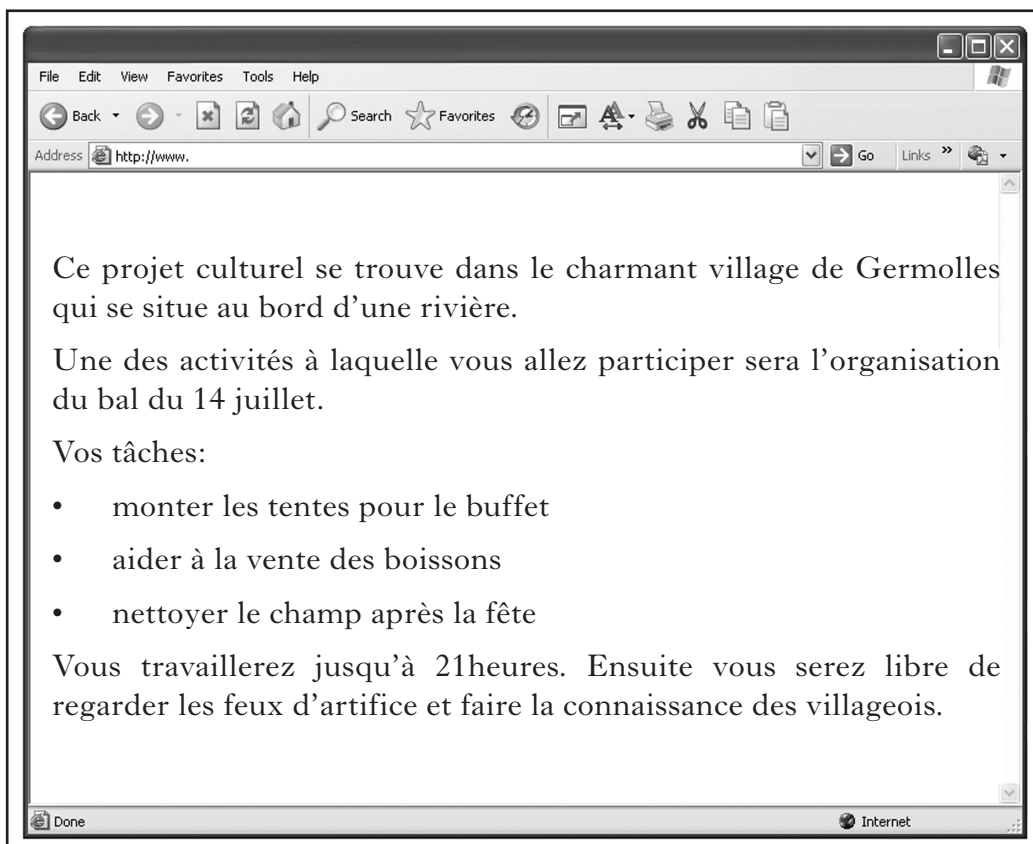 File Edit View Favorites Tools Help
Back Search Favorites
Address http://www. Go Links »
Ce projet culturel se trouve dans le charmant village de Germolles
qui se situe au bord d’une rivière.
Une des activités à laquelle vous allez participer sera l’organisation
du bal du 14 juillet.
Vos tâches:
• monter les tentes pour le buffet
• aider à la vente des boissons
• nettoyer le champ après la fête
Vous travaillerez jusqu’à 21heures. Ensuite vous serez libre de
regarder les feux d’artifice et faire la connaissance des villageois.
Done Internet